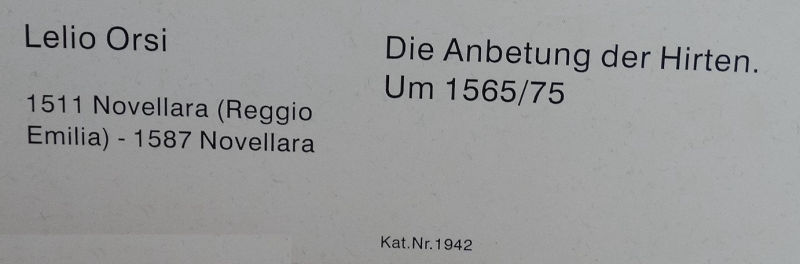 Lelio Orsi
1511 Novellara (Reggio
Emilia) - 1587 Novellara
Die Anbetung der Hirten.
Um 1565/75
Kat.Nr.1942